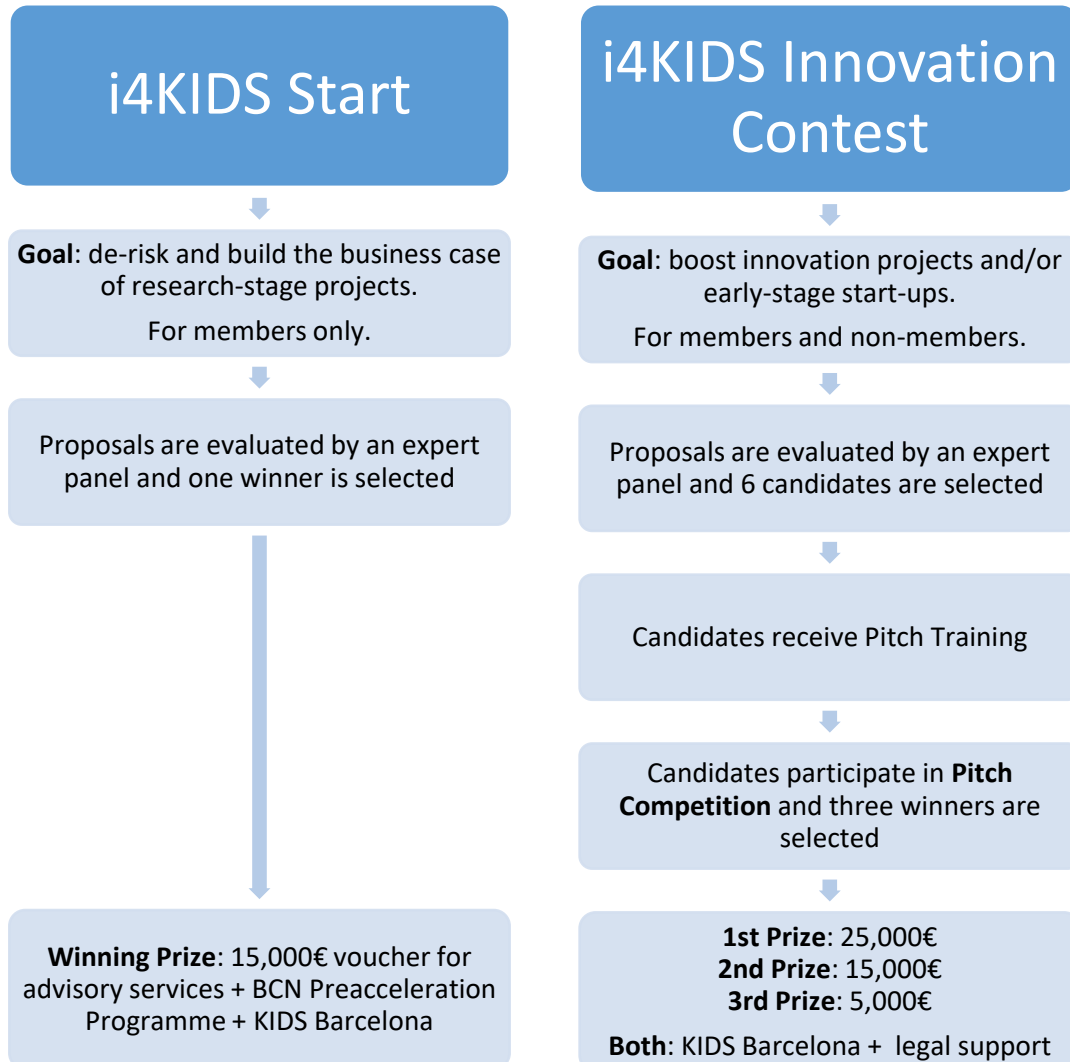 i4KIDS Start
Goal: de-risk and build the business case
of research-stage projects.
For members only.
Proposals are evaluated by an expert
panel and one winner is selected
Winning Prize: 15,000€ voucher for
advisory services + BCN Preacceleration
Programme + KIDS Barcelona
i4KIDS Innovation
Contest
Goal: boost innovation projects and/or
early-stage start-ups.
For members and non-members.
Proposals are evaluated by an expert
panel and 6 candidates are selected
Candidates receive Pitch Training
Candidates participate in Pitch
Competition and three winners are
selected
1st Prize: 25,000€
2nd Prize: 15,000€
3rd Prize: 5,000€
Both: KIDS Barcelona + legal support